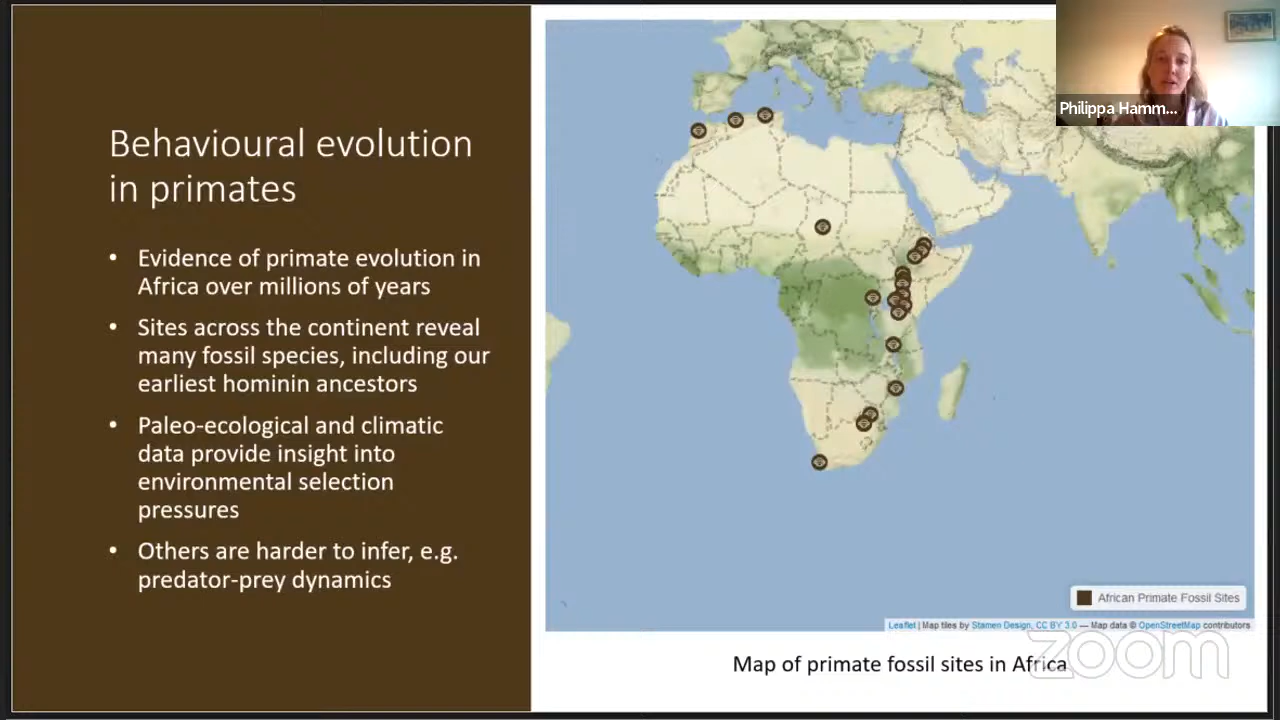 Behavioural evolution
in primates
• Evidence of primate evolution in
Africa over millions of years
• Sites across the continent reveal
many fossil species, including our
earliest hominin ancestors
• Paleo-ecological and climatic
data provide insight into
environmental selection
pressures
• Others are harder to infer, e.g.
predator-prey dynamics
Philippa Hamm...
African Primate Fossil Sites
Leaflet | Map tiles by Stamen Design, CC BY 3.0 — Map data © OpenStreetMap contributors
Map of primate fossil sites in Africa
zoom